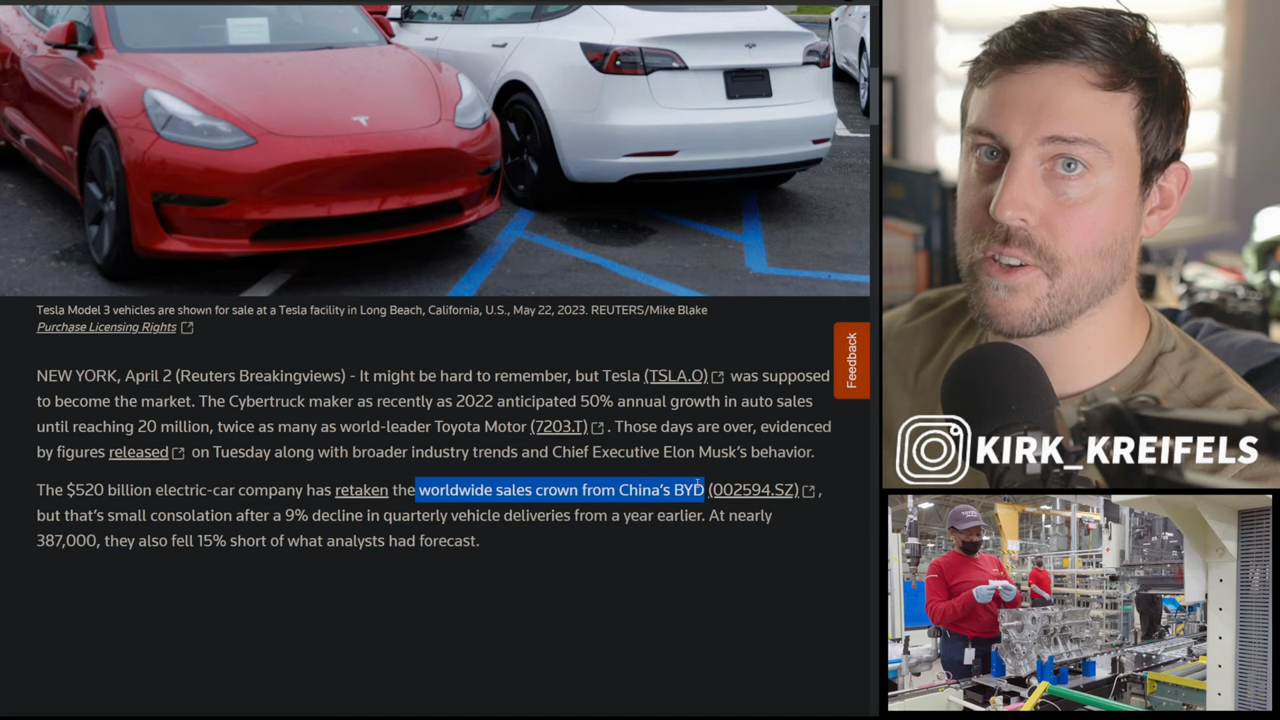 Tesla Model 3 vehicles are shown for sale at a Tesla facility in Long Beach, California, U.S., May 22, 2023. REUTERS/Mike Blake
Purchase Licensing Rights
Feedback
NEW YORK, April 2 (Reuters Breakingviews) - It might be hard to remember, but Tesla (TSLA.O) was supposed
to become the market. The Cybertruck maker as recently as 2022 anticipated 50% annual growth in auto sales
until reaching 20 million, twice as many as world-leader Toyota Motor (7203.T) . Those days are over, evidenced
by figures released on Tuesday along with broader industry trends and Chief Executive Elon Musk's behavior.
The $520 billion electric-car company has retaken the worldwide sales crown from China's BYD (002594.SZ) ,
but that's small consolation after a 9% decline in quarterly vehicle deliveries from a year earlier. At nearly
387,000, they also fell 15% short of what analysts had forecast.
KIRK_KREIFELS